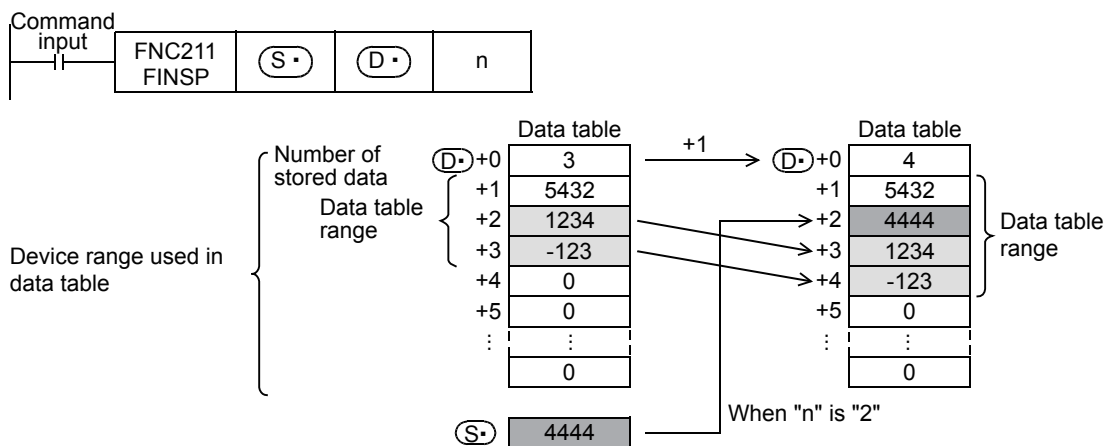 Command
input
FNC211
FINSP
S·
D·
n
Data table
Data table
Number of
stored data
D· +0
3
+1
D· +0
4
+1
5432
+1
5432
Data table
range
+2
1234
+2
4444
Data table
range
+3
-123
+3
1234
Device range used in
data table
+4
0
+4
-123
+5
0
+5
0
⋮
⋮
⋮
⋮
0
0
When "n" is "2"
S·
4444